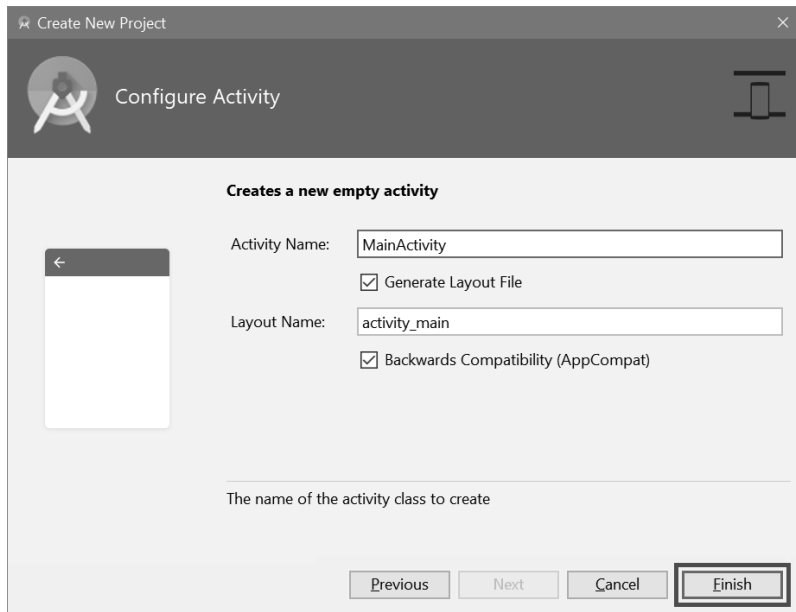 Create New Project
Configure Activity
Creates a new empty activity
Activity Name: MainActivity
Generate Layout File
Layout Name: activity_main
Backwards Compatibility (AppCompat)
The name of the activity class to create
Previous Next Cancel Finish